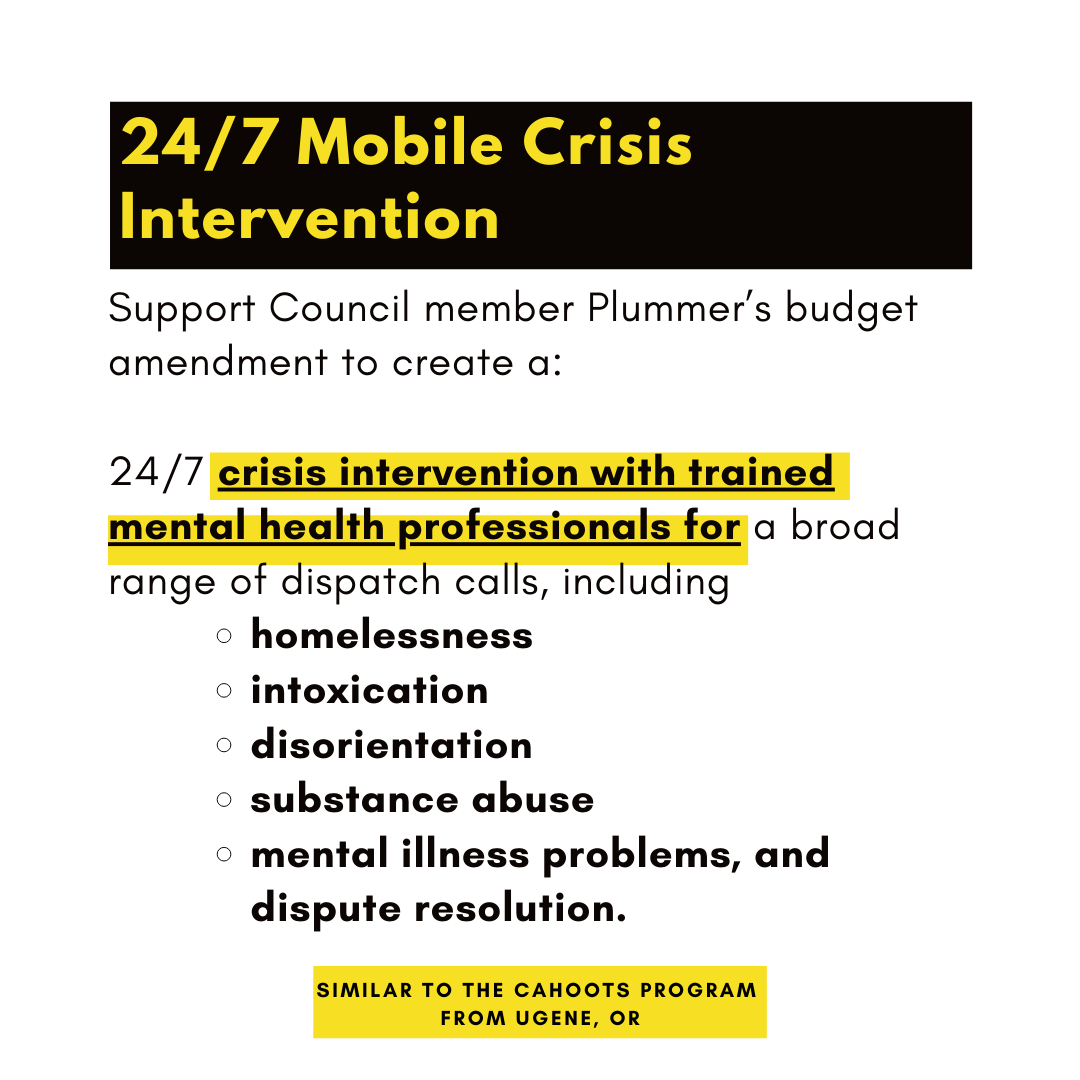 24/7 Mobile Crisis
Intervention
Support Council member Plummer’s budget
amendment to create a:
24/7 crisis intervention with trained
mental health professionals for a broad
range of dispatch calls, including
homelessness
intoxication
disorientation
substance abuse
mental illness problems, and
dispute resolution.
SIMILAR TO THE CAHOOTS PROGRAM
FROM UGENE, OR